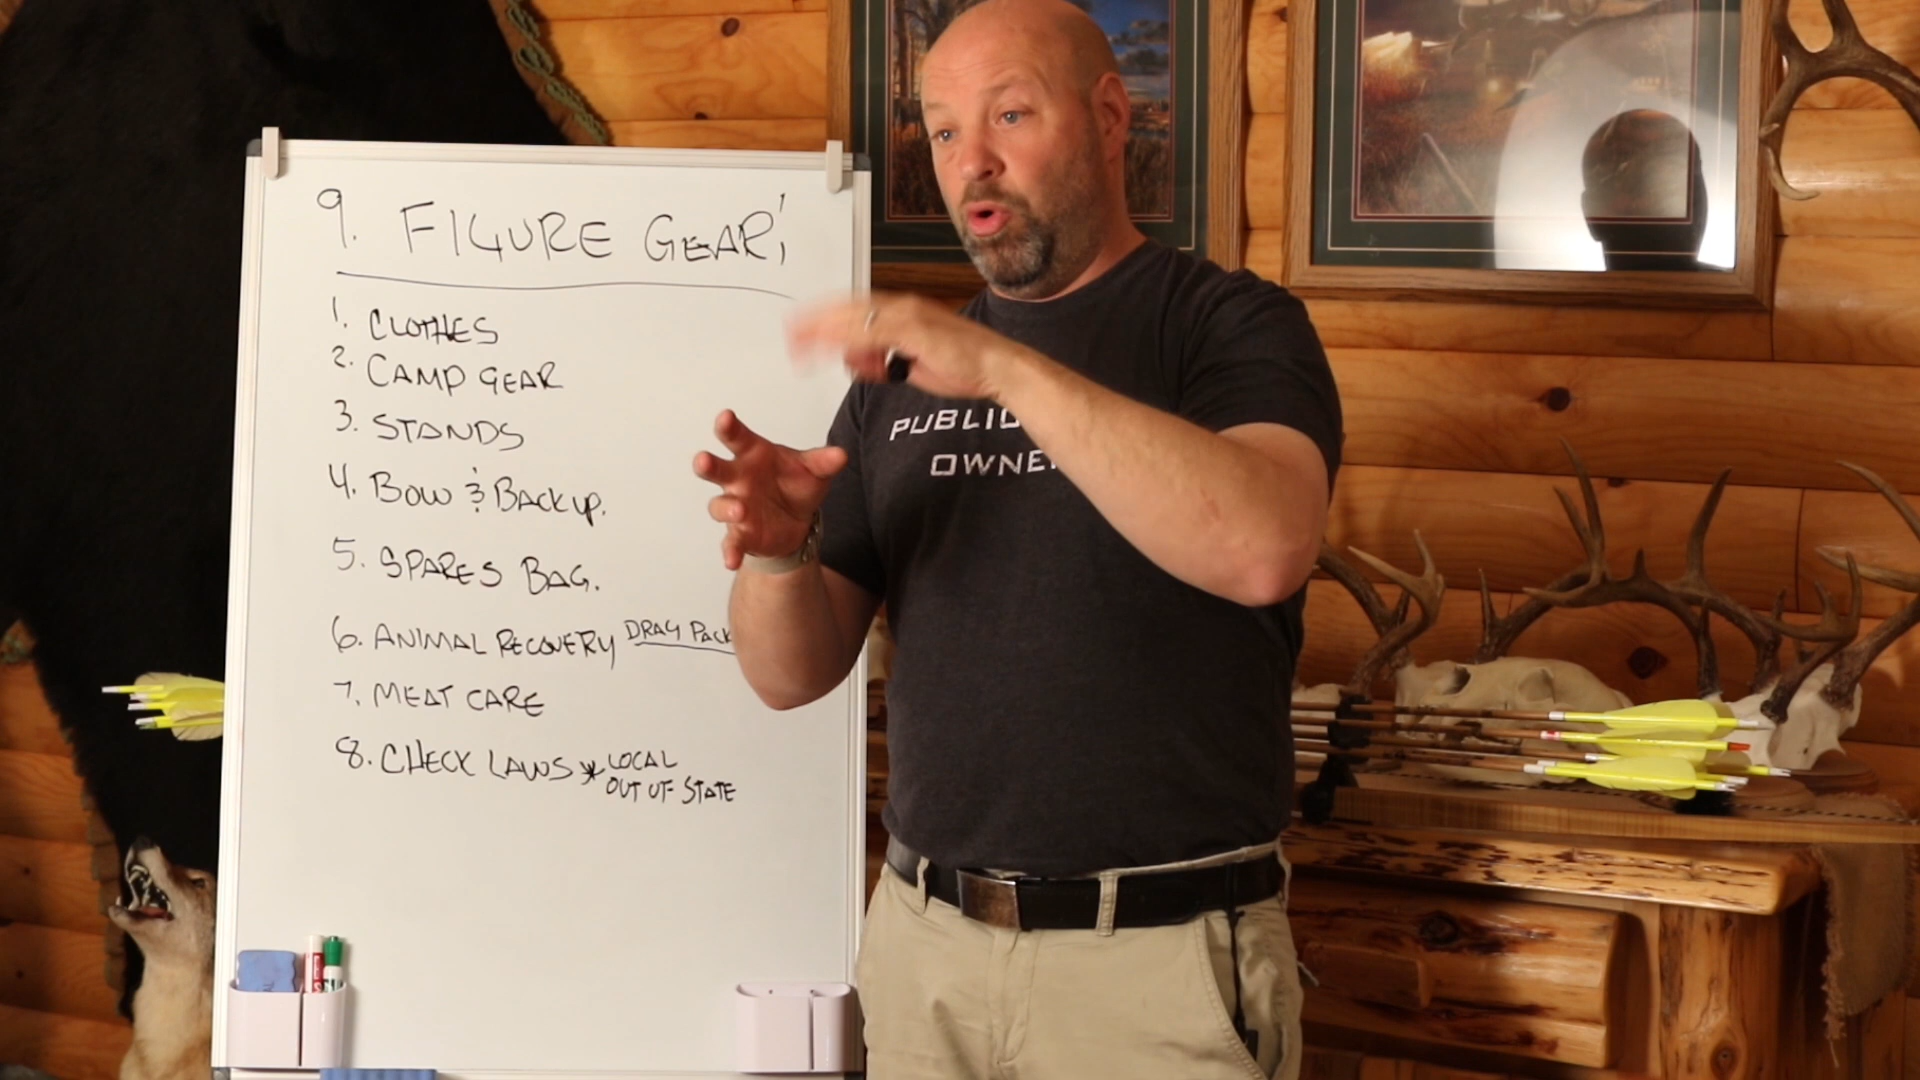 9. FIGURE GEAR;
1. CLOTHES
2. CAMP GEAR
3. STANDS
4. BOW & BACKUP.
5. SPARES BAG.
6. ANIMAL RECOVERY DRAG PACK
7. MEAT CARE
8. CHECK LAWS * LOCAL
OUT OF STATE
PUBLIC
OWNE